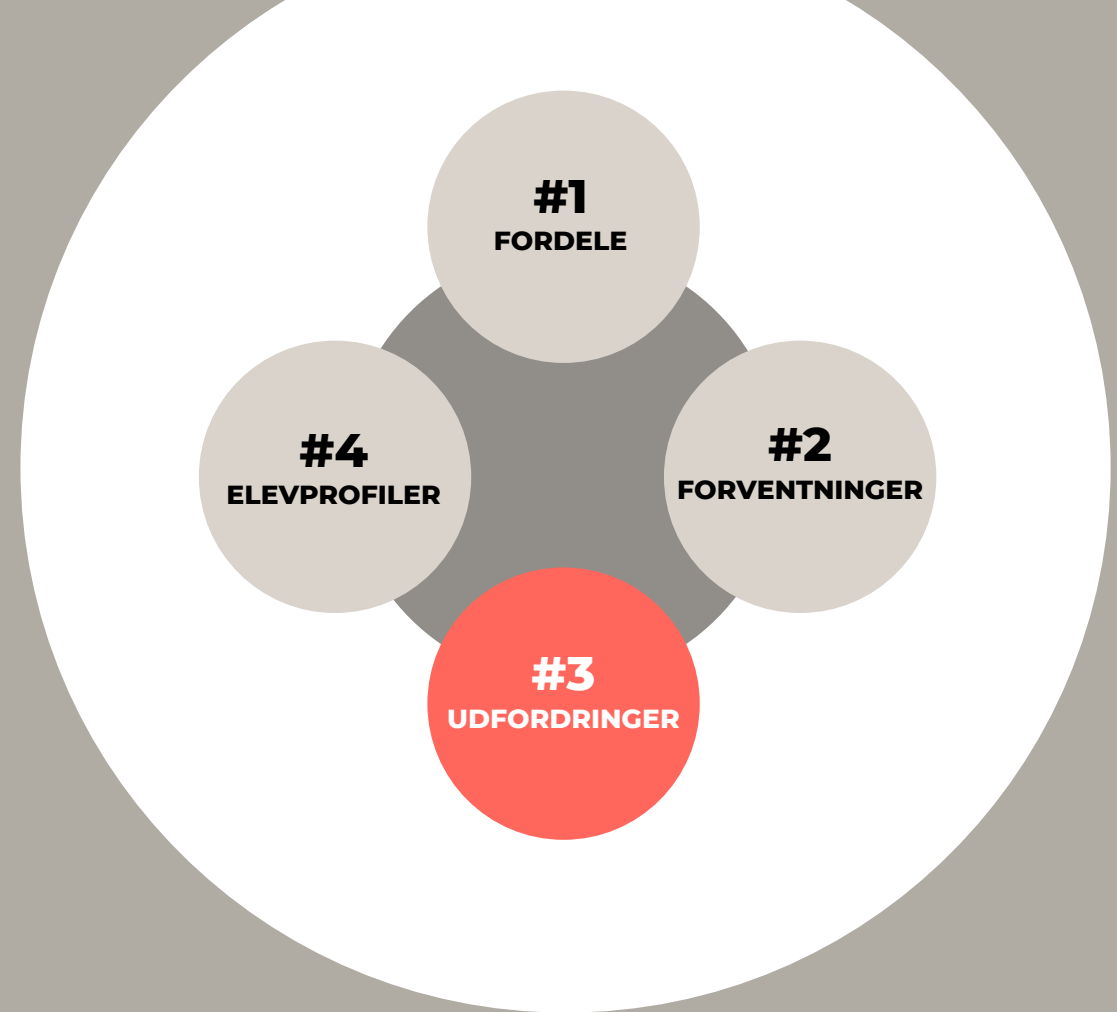 #1
FORDELE
#2
FORVENTNINGER
#3
UDFORDRINGER
#4
ELEVPROFILER